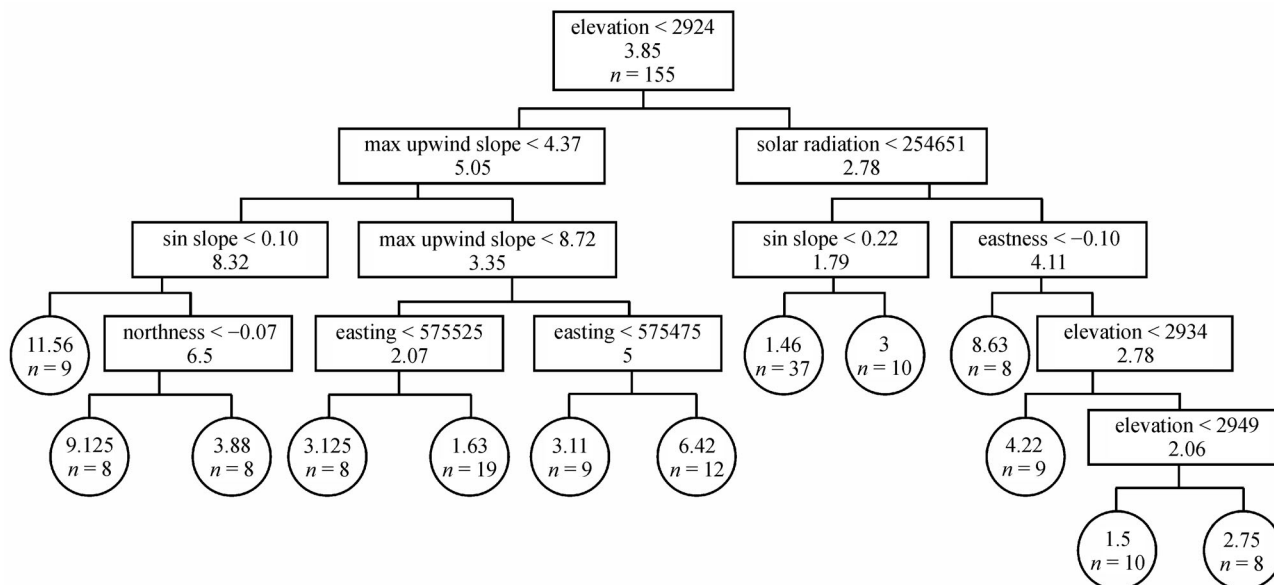 elevation < 2924
3.85
n = 155
max upwind slope < 4.37
5.05
solar radiation < 254651
2.78
sin slope < 0.10
8.32
max upwind slope < 8.72
3.35
sin slope < 0.22
1.79
eastness < −0.10
4.11
11.56
n = 9
northness < −0.07
6.5
easting < 575525
2.07
easting < 575475
5
1.46
n = 37
3
n = 10
8.63
n = 8
elevation < 2934
2.78
9.125
n = 8
3.88
n = 8
3.125
n = 8
1.63
n = 19
3.11
n = 9
6.42
n = 12
4.22
n = 9
elevation < 2949
2.06
1.5
n = 10
2.75
n = 8